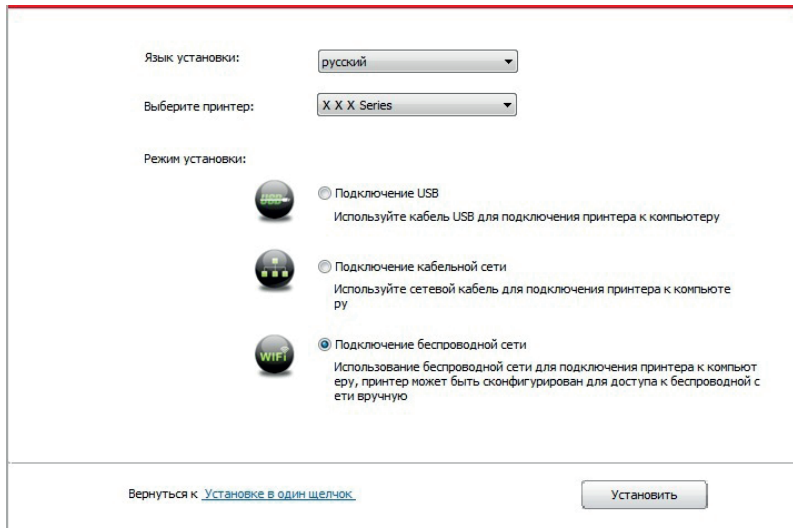 Язык установки:
русский
Выберите принтер:
X X X Series
Режим установки:
USB
Подключение USB
Используйте кабель USB для подключения принтера к компьютеру
Подключение кабельной сети
Используйте сетевой кабель для подключения принтера к компьюте
ру
WiFi
Подключение беспроводной сети
Использование беспроводной сети для подключения принтера к компьют
еру, принтер может быть сконфигурирован для доступа к беспроводной с
ети вручную
Вернуться к Установке в один щелчок
Установить